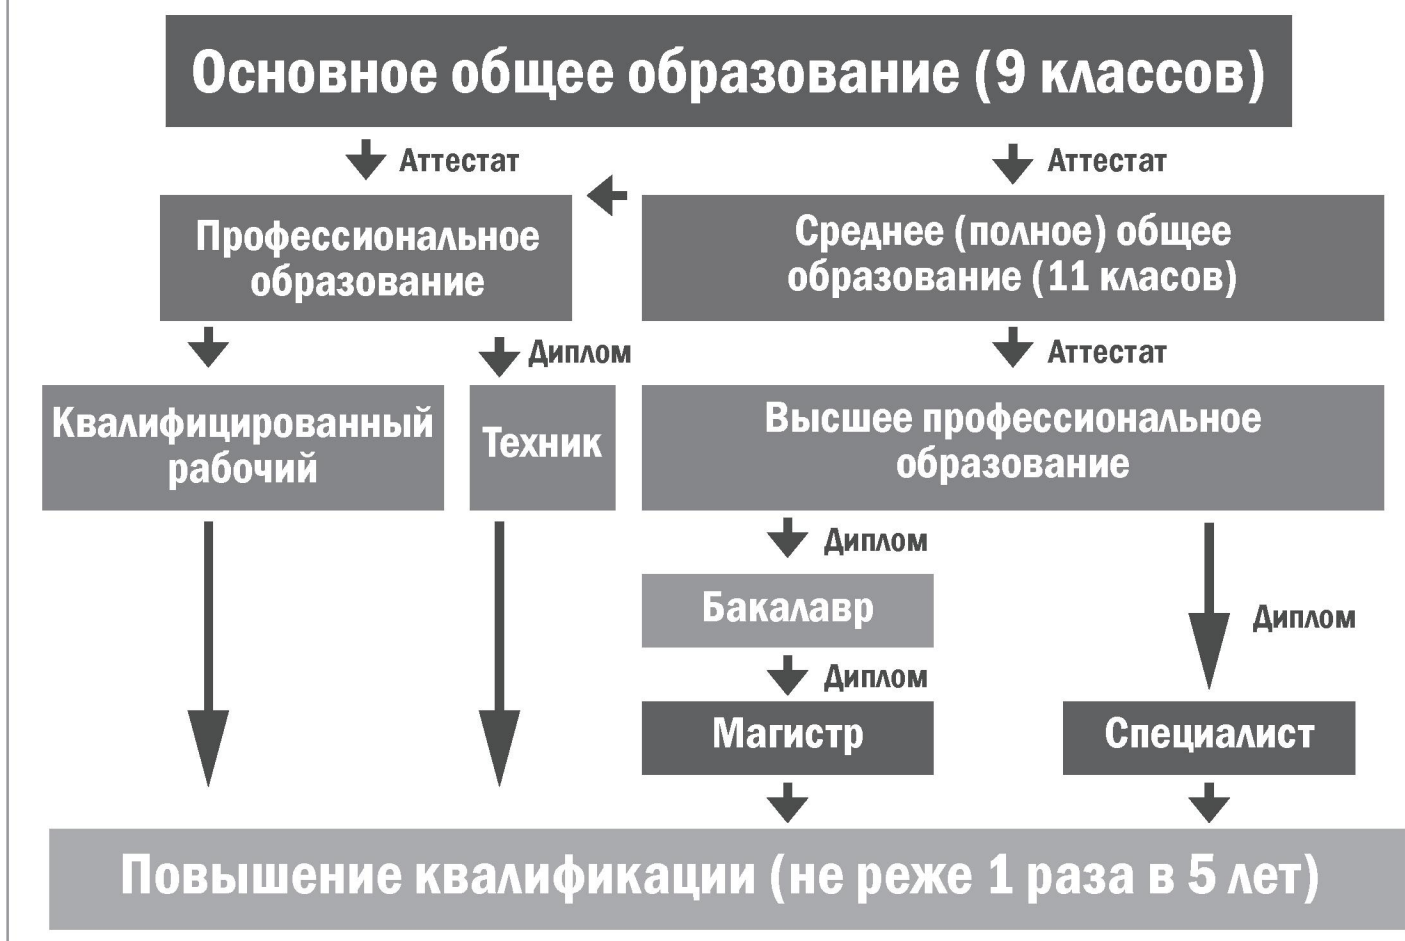 Основное общее образование (9 классов)
Аттестат
Аттестат
Профессиональное
образование
Среднее (полное) общее
образование (11 класов)
Диплом
Аттестат
Квалифицированный
рабочий
Техник
Высшее профессиональное
образование
Диплом
Бакалавр
Диплом
Диплом
Магистр
Специалист
Повышение квалификации (не реже 1 раза в 5 лет)